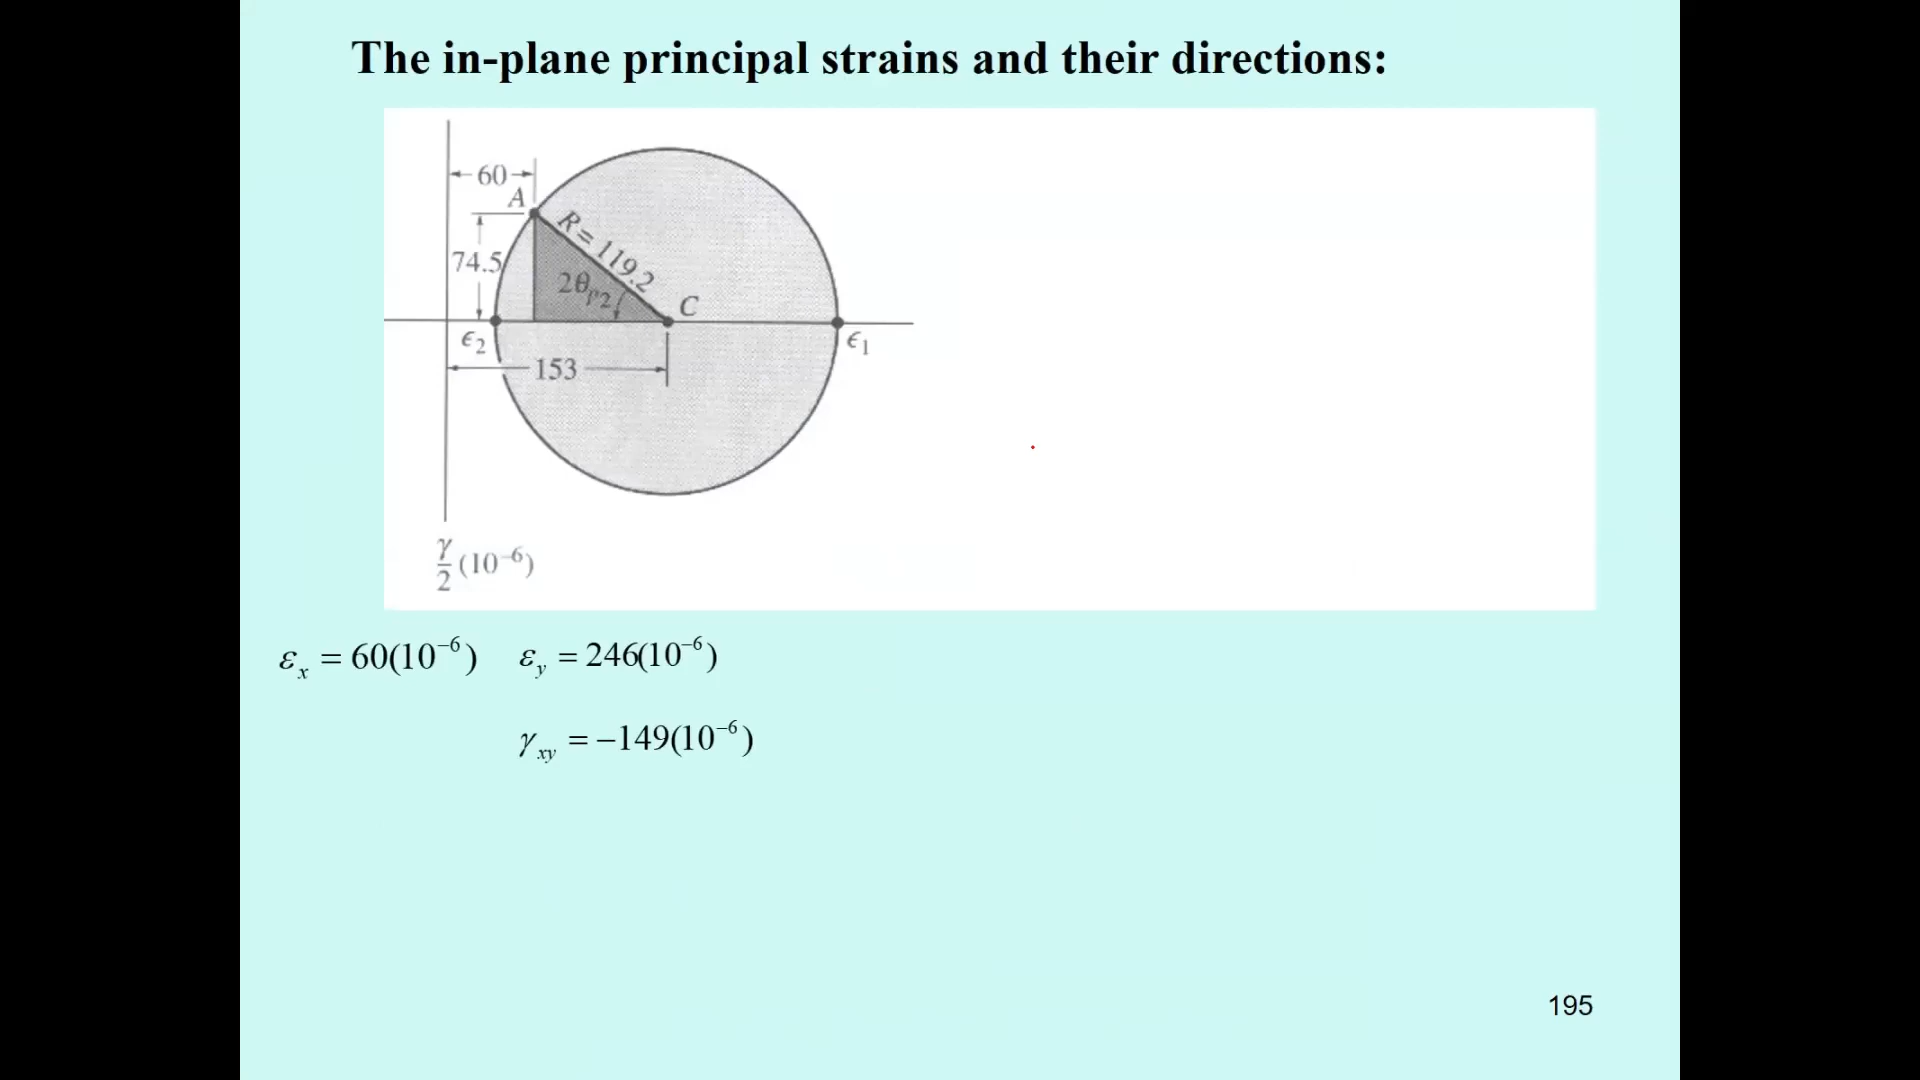 The in-plane principal strains and their directions:
60
A
R = 119.2
74.5
2θp2
C
ϵ2
ϵ1
153
γ/2 (10⁻⁶)
εx = 60(10⁻⁶) εy = 246(10⁻⁶)
γxy = −149(10⁻⁶)
195